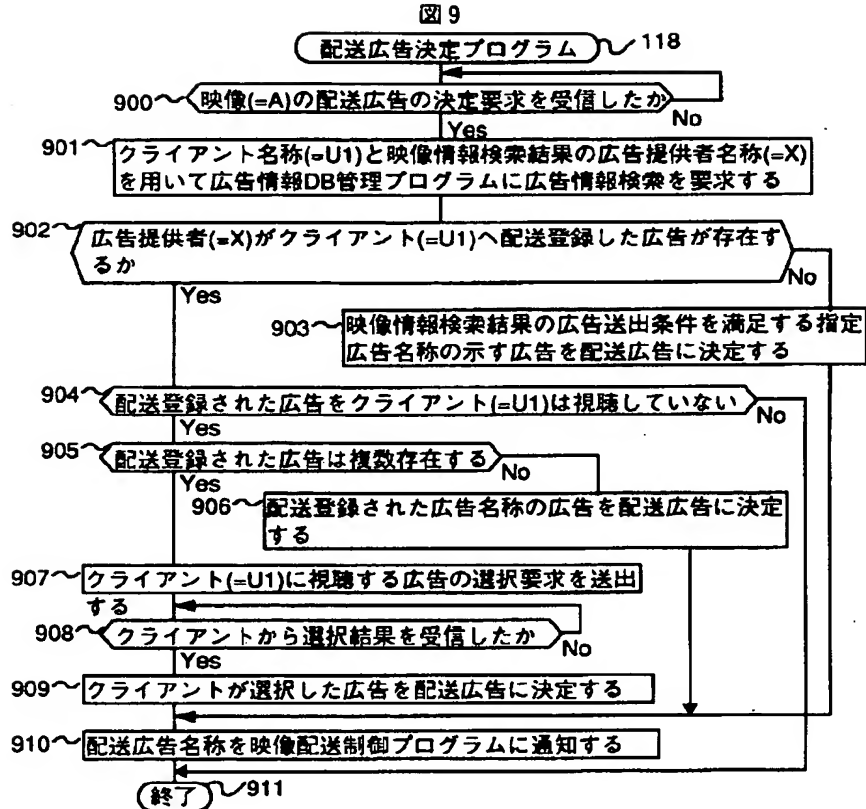 図9
配送広告決定プログラム 118
900 映像(=A)の配送広告の決定要求を受信したか
No
Yes
901 クライアント名称(=U1)と映像情報検索結果の広告提供者名称(=X)
を用いて広告情報DB管理プログラムに広告情報検索を要求する
902 広告提供者(=X)がクライアント(=U1)へ配送登録した広告が存在す
るか
No
Yes
903 映像情報検索結果の広告送出条件を満足する指定
広告名称の示す広告を配送広告に決定する
904 配送登録された広告をクライアント(=U1)は視聴していない
No
Yes
905 配送登録された広告は複数存在する
No
Yes
906 配送登録された広告名称の広告を配送広告に決定
する
907 クライアント(=U1)に視聴する広告の選択要求を送出
する
908 クライアントから選択結果を受信したか
No
Yes
909 クライアントが選択した広告を配送広告に決定する
910 配送広告名称を映像配送制御プログラムに通知する
終了 911